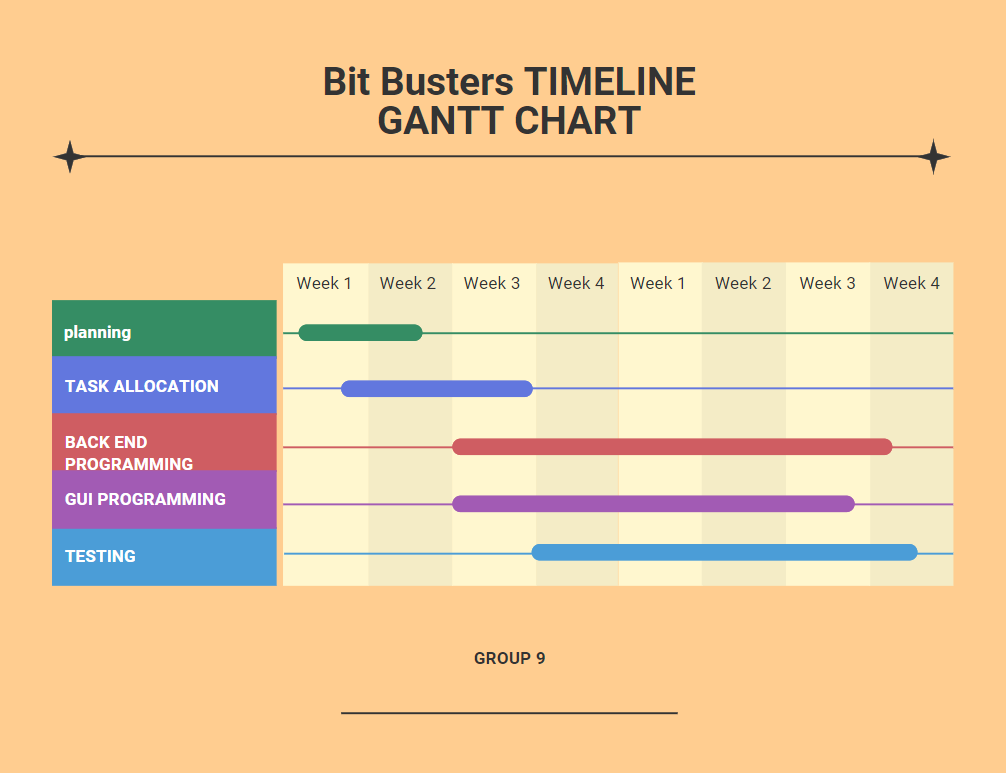 Bit Busters TIMELINE
GANTT CHART
Week 1 Week 2 Week 3 Week 4 Week 1 Week 2 Week 3 Week 4
planning
TASK ALLOCATION
BACK END
PROGRAMMING
GUI PROGRAMMING
TESTING
GROUP 9